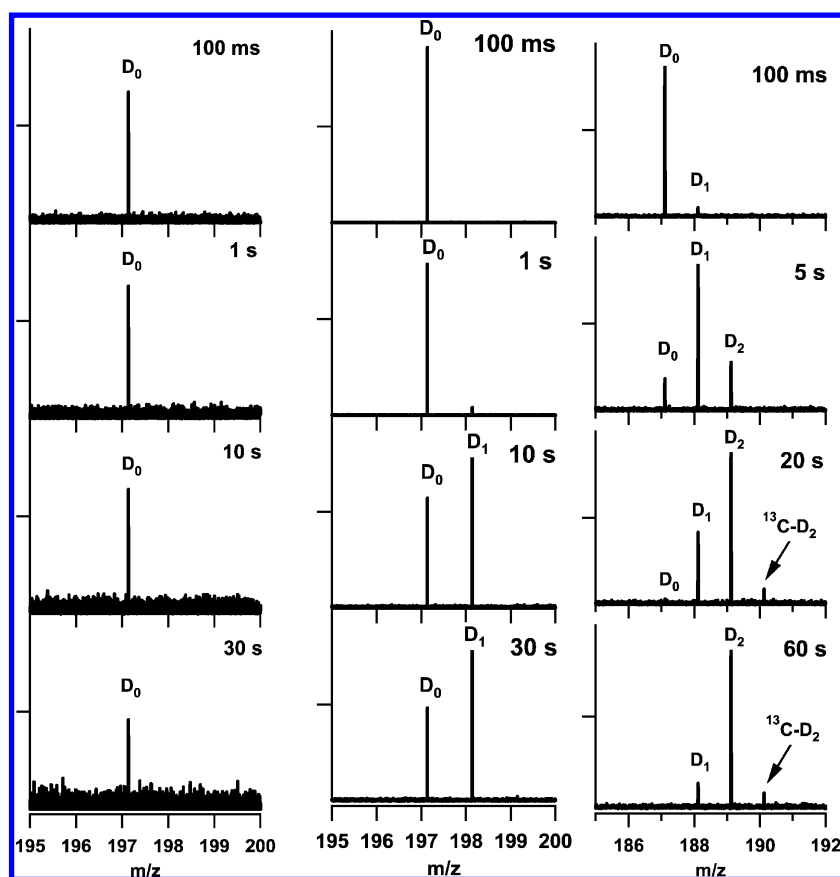 100 ms
D₀
1 s
D₀
10 s
D₀
30 s
D₀
195 196 197 198 199 200
m/z
D₀
100 ms
D₀
1 s
D₁
10 s
D₀
D₁
30 s
D₀
195 196 197 198 199 200
m/z
D₀
100 ms
D₁
D₁
5 s
D₂
D₀
D₂
20 s
D₁
¹³C-D₂
D₀
D₂
60 s
¹³C-D₂
D₁
186 188 190 192
m/z